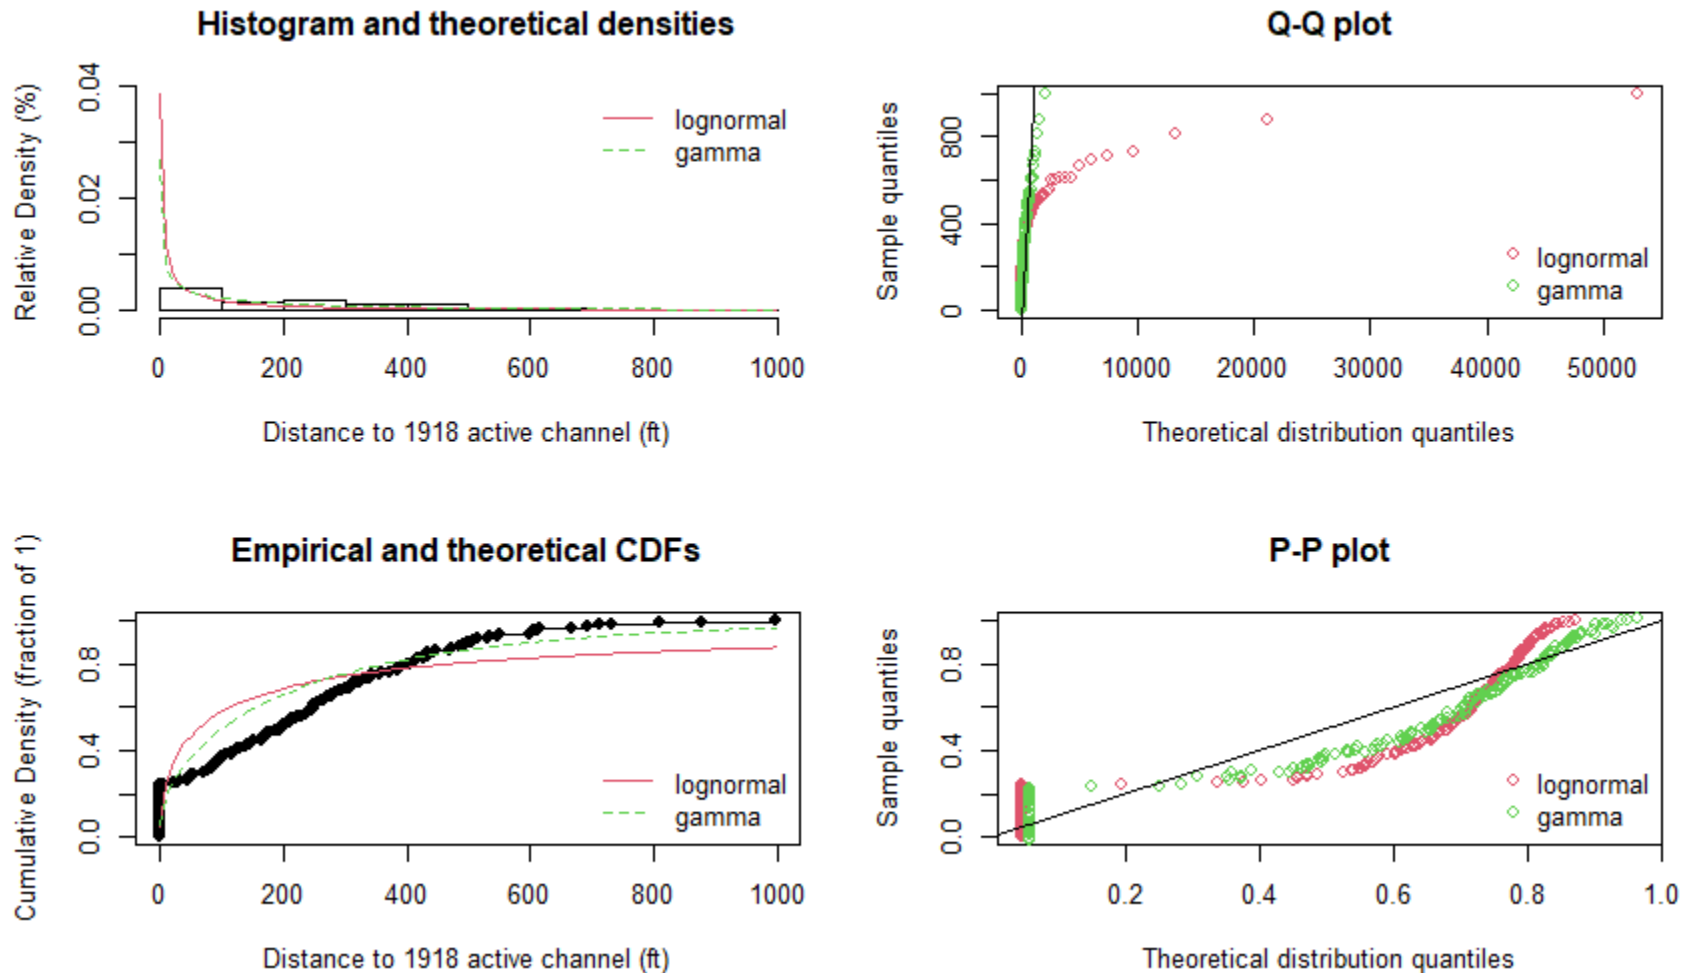 Histogram and theoretical densities
Relative Density (%)
0.00 0.02 0.04
lognormal
gamma
0 200 400 600 800 1000
Distance to 1918 active channel (ft)
Q-Q plot
Sample quantiles
0 400 800
lognormal
gamma
0 10000 20000 30000 40000 50000
Theoretical distribution quantiles
Empirical and theoretical CDFs
Cumulative Density (fraction of 1)
0.0 0.4 0.8
lognormal
gamma
0 200 400 600 800 1000
Distance to 1918 active channel (ft)
P-P plot
Sample quantiles
0.0 0.4 0.8
lognormal
gamma
0.2 0.4 0.6 0.8 1.0
Theoretical distribution quantiles